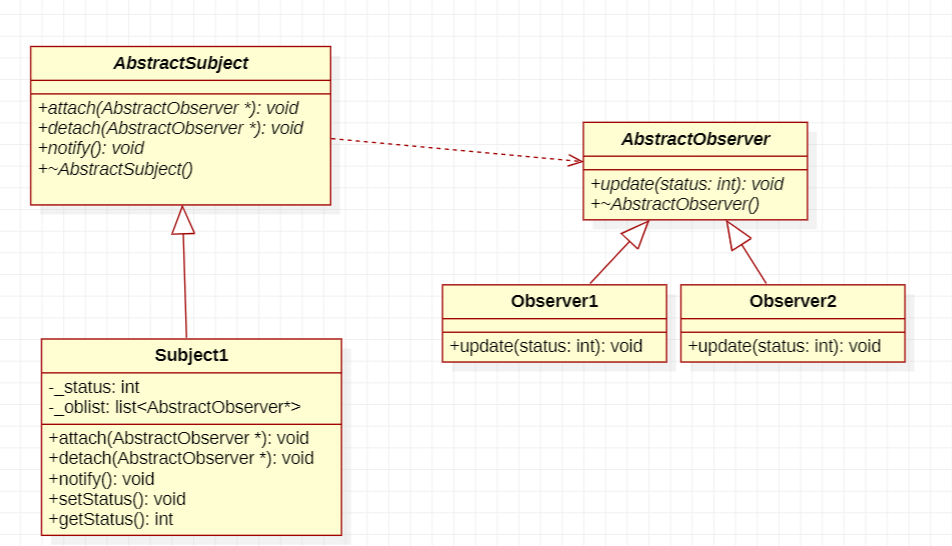 AbstractSubject
+attach(AbstractObserver *): void
+detach(AbstractObserver *): void
+notify(): void
+~AbstractSubject()
AbstractObserver
+update(status: int): void
+~AbstractObserver()
Observer1
+update(status: int): void
Observer2
+update(status: int): void
Subject1
-_status: int
-_oblist: list<AbstractObserver*>
+attach(AbstractObserver *): void
+detach(AbstractObserver *): void
+notify(): void
+setStatus(): void
+getStatus(): int